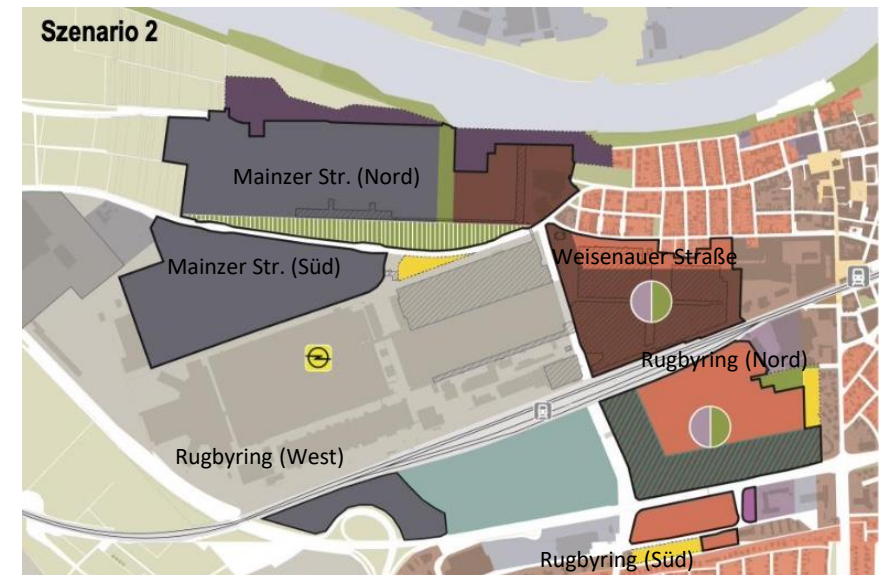 Szenario 2
Mainzer Str. (Nord)
Mainzer Str. (Süd)
Weisenauer Straße
Rugbyring (Nord)
Rugbyring (West)
Rugbyring (Süd)